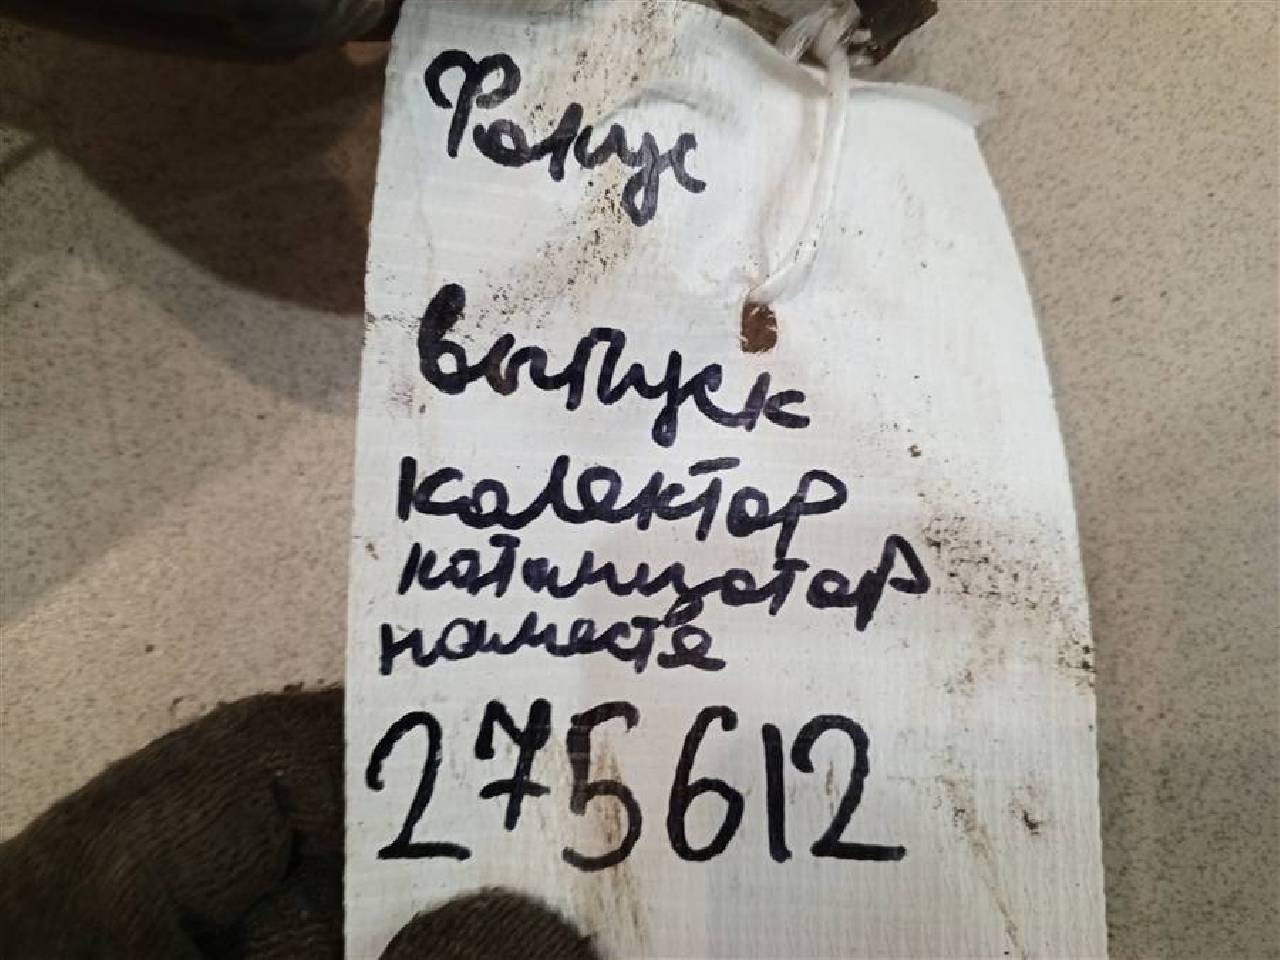 Фокус
выпуск
колектор
катализатор
наместе
275612